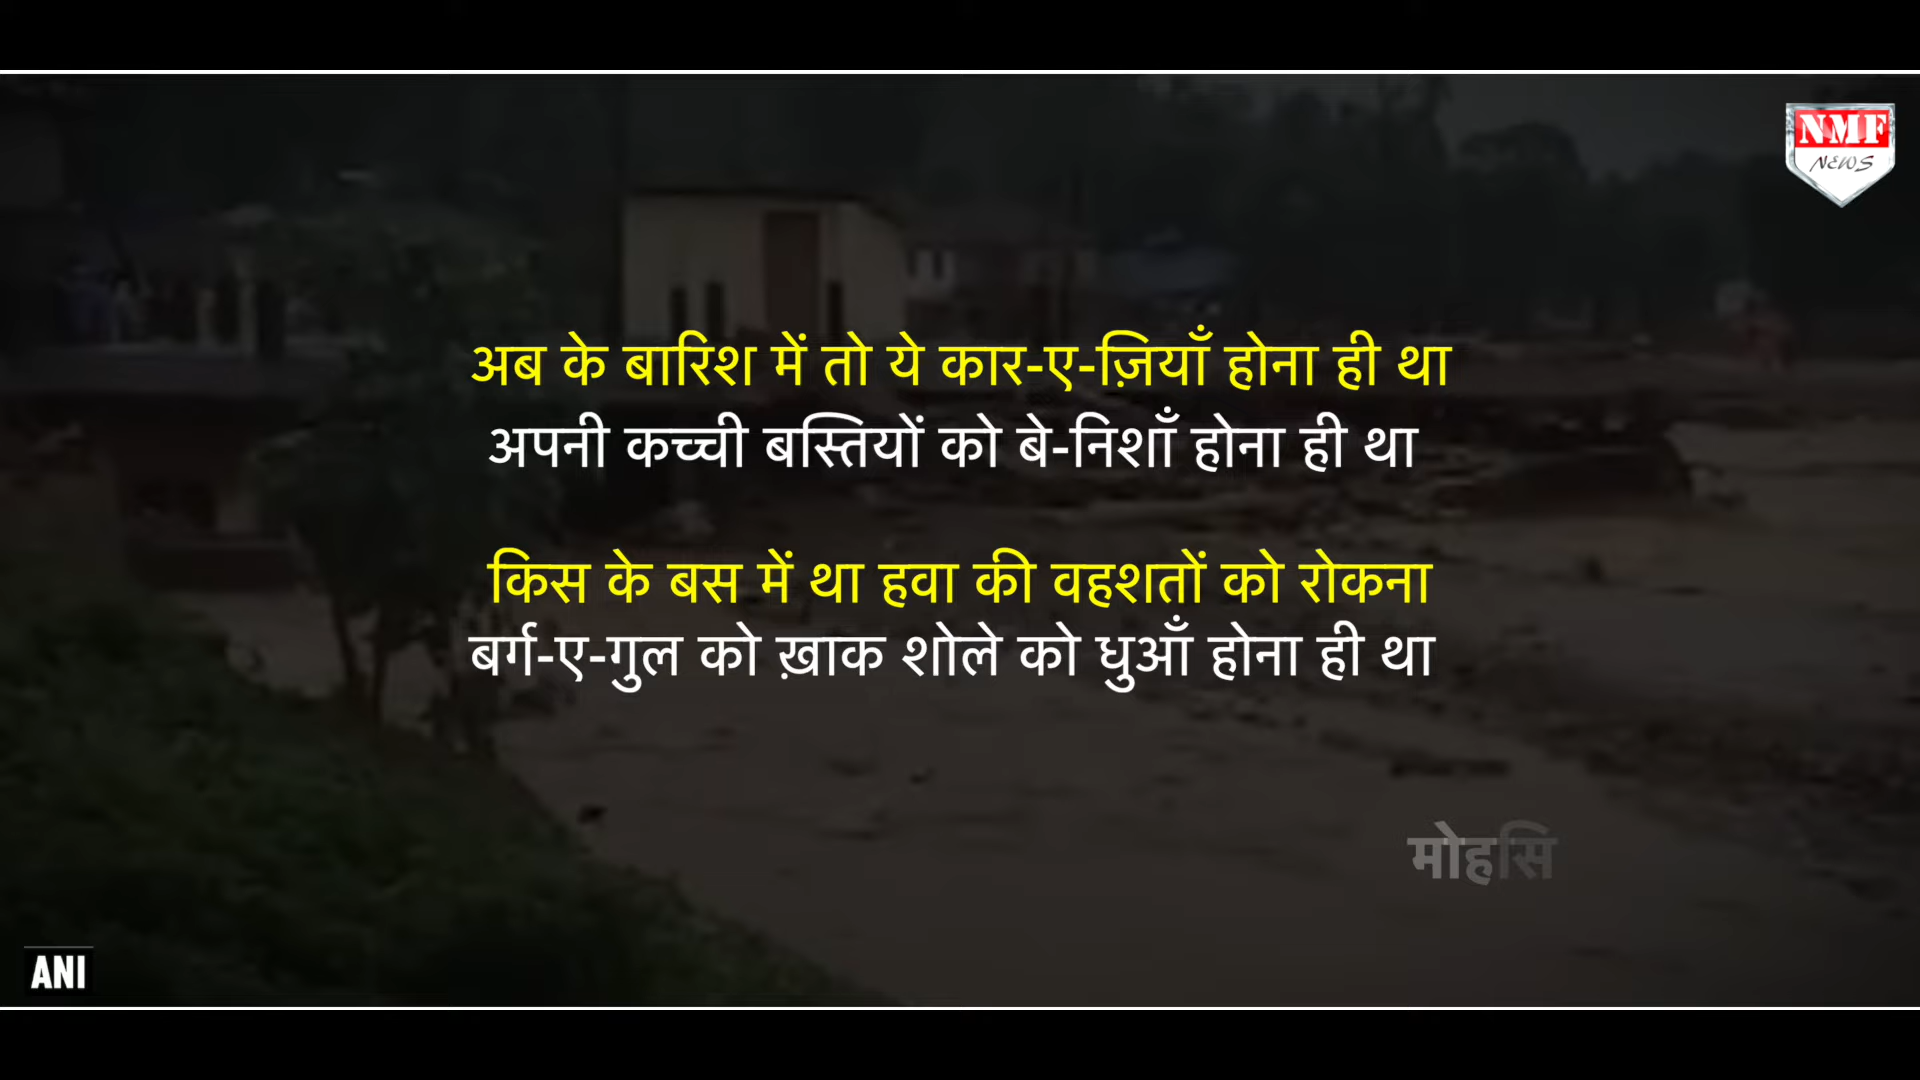 NMF
NEWS
अब के बारिश में तो ये कार-ए-ज़ियाँ होना ही था
अपनी कच्ची बस्तियों को बे-निशाँ होना ही था
किस के बस में था हवा की वहशतों को रोकना
बर्ग-ए-गुल को ख़ाक शोले को धुआँ होना ही था
मोहसि
ANI